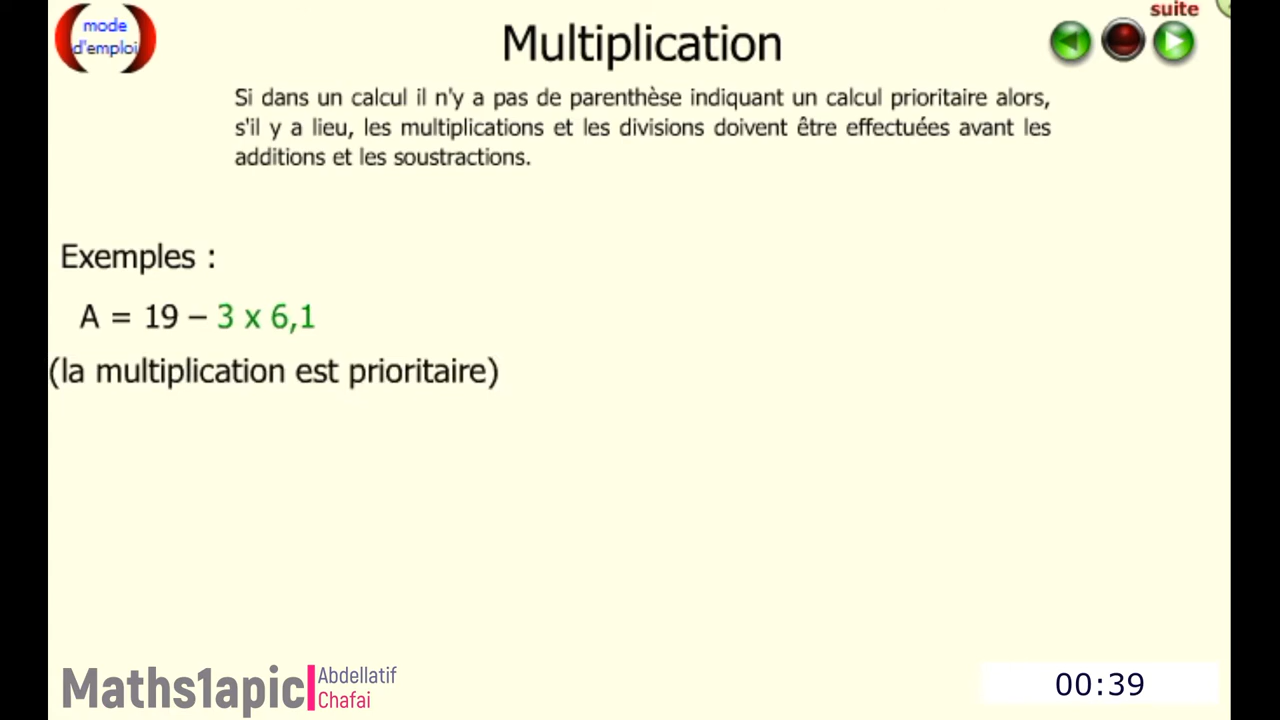 mode
d'emploi
Multiplication
suite
Si dans un calcul il n'y a pas de parenthèse indiquant un calcul prioritaire alors,
s'il y a lieu, les multiplications et les divisions doivent être effectuées avant les
additions et les soustractions.
Exemples :
A = 19 – 3 x 6,1
(la multiplication est prioritaire)
Maths1apic
Abdellatif
Chafai
00:39